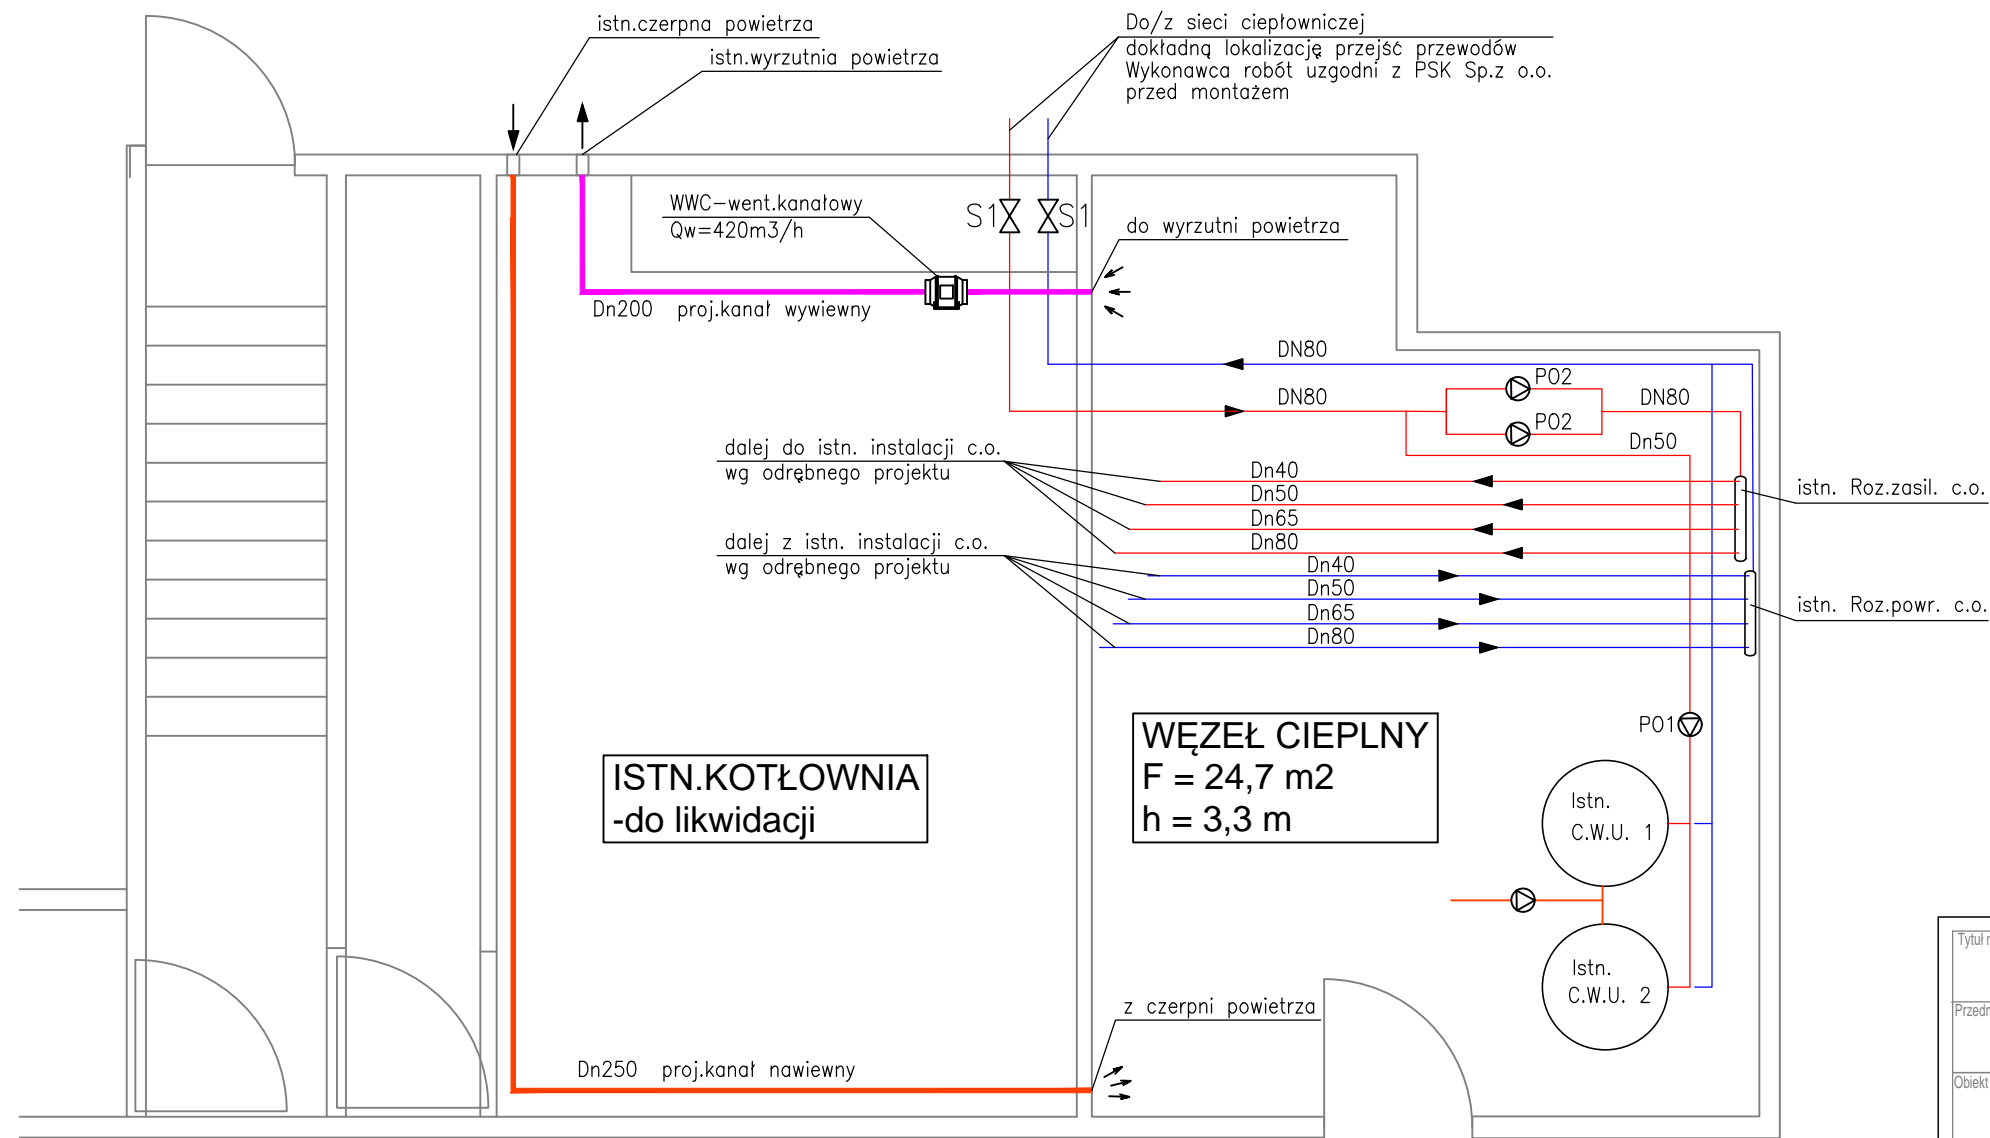 istn.czerpna powietrza
istn.wyrzutnia powietrza
Do/z sieci ciepłowniczej
dokładną lokalizację przejść przewodów
Wykonawca robót uzgodni z PSK Sp.z o.o.
przed montażem
WWC-went.kanałowy
Qw=420m3/h
S1
S1
do wyrzutni powietrza
Dn200 proj.kanał wywiewny
DN80
PO2
DN80
DN80
PO2
Dn50
dalej do istn. instalacji c.o.
wg odrębnego projektu
Dn40
Dn50
Dn65
Dn80
istn. Roz.zasil. c.o.
dalej z istn. instalacji c.o.
wg odrębnego projektu
Dn40
Dn50
Dn65
Dn80
istn. Roz.powr. c.o.
PO1
ISTN.KOTŁOWNIA
-do likwidacji
WĘZEŁ CIEPLNY
F = 24,7 m2
h = 3,3 m
Istn.
C.W.U. 1
Istn.
C.W.U. 2
z czerpni powietrza
Dn250 proj.kanał nawiewny
Tytuł
Obiekt